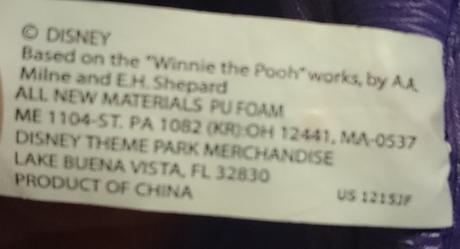 © DISNEY
Based on the "Winnie the Pooh" works, by A.A.
Milne and E.H. Shepard
ALL NEW MATERIALS PU FOAM
ME 1104-ST. PA 1082 (KR):OH 12441, MA-0537
DISNEY THEME PARK MERCHANDISE
LAKE BUENA VISTA, FL 32830
PRODUCT OF CHINA
US 1215JF